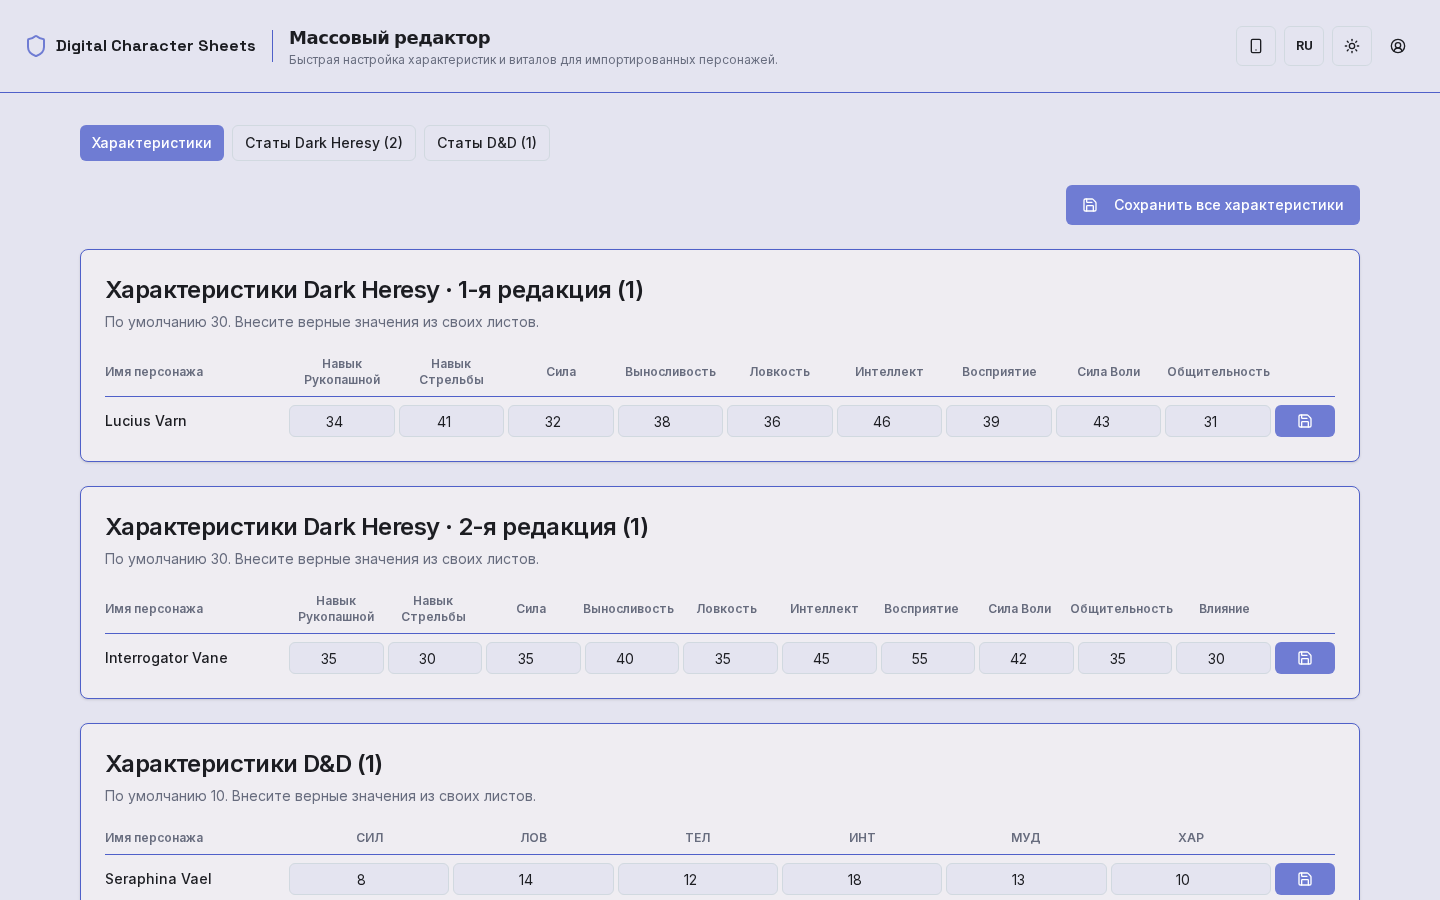 Digital Character Sheets
Массовый редактор
Быстрая настройка характеристик и виталов для импортированных персонажей.
RU
Характеристики
Статы Dark Heresy (2)
Статы D&D (1)
Сохранить все характеристики
Характеристики Dark Heresy · 1-я редакция (1)
По умолчанию 30. Внесите верные значения из своих листов.
Имя персонажа Навык Рукопашной Навык Стрельбы Сила Выносливость Ловкость Интеллект Восприятие Сила Воли Общительность
Lucius Varn 34 41 32 38 36 46 39 43 31
Характеристики Dark Heresy · 2-я редакция (1)
По умолчанию 30. Внесите верные значения из своих листов.
Имя персонажа Навык Рукопашной Навык Стрельбы Сила Выносливость Ловкость Интеллект Восприятие Сила Воли Общительность Влияние
Interrogator Vane 35 30 35 40 35 45 55 42 35 30
Характеристики D&D (1)
По умолчанию 10. Внесите верные значения из своих листов.
Имя персонажа СИЛ ЛОВ ТЕЛ ИНТ МУД ХАР
Seraphina Vael 8 14 12 18 13 10